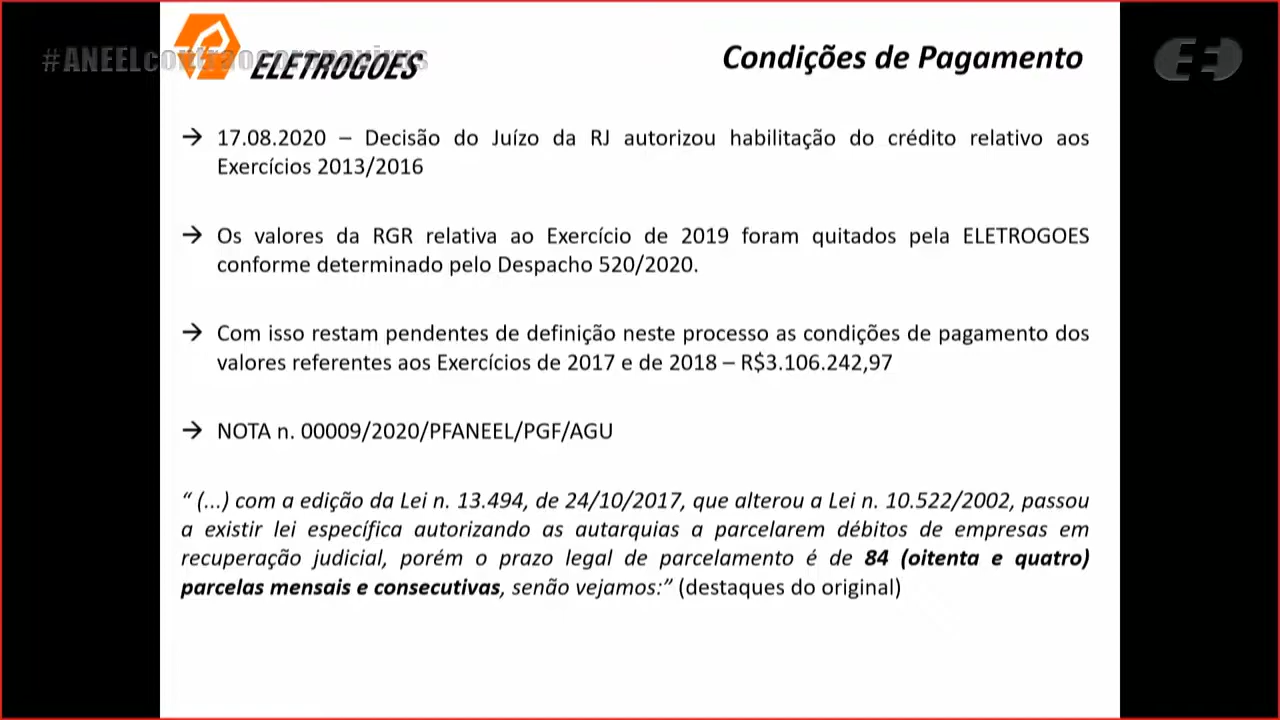 #ANEELcontraocoronavirus
ELETROGOES
Condições de Pagamento
→ 17.08.2020 – Decisão do Juízo da RJ autorizou habilitação do crédito relativo aos
Exercícios 2013/2016
→ Os valores da RGR relativa ao Exercício de 2019 foram quitados pela ELETROGOES
conforme determinado pelo Despacho 520/2020.
→ Com isso restam pendentes de definição neste processo as condições de pagamento dos
valores referentes aos Exercícios de 2017 e de 2018 – R$3.106.242,97
→ NOTA n. 00009/2020/PFANEEL/PGF/AGU
“ (...) com a edição da Lei n. 13.494, de 24/10/2017, que alterou a Lei n. 10.522/2002, passou
a existir lei específica autorizando as autarquias a parcelarem débitos de empresas em
recuperação judicial, porém o prazo legal de parcelamento é de 84 (oitenta e quatro)
parcelas mensais e consecutivas, senão vejamos:” (destaques do original)